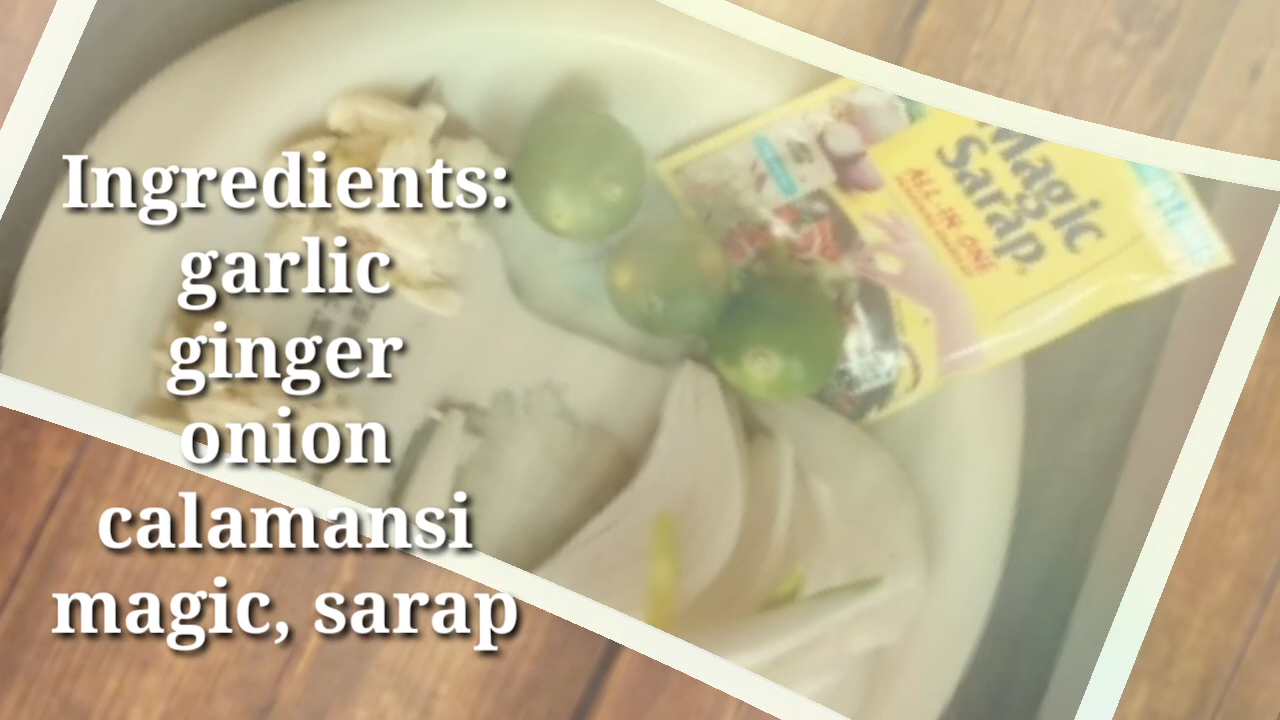 Ingredients:
garlic
ginger
onion
calamansi
magic, sarap
Magic
Sarap
ALL-IN-ONE